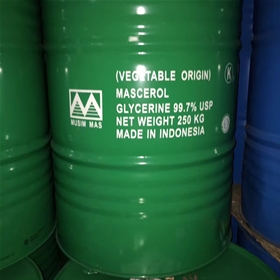 (VEGETABLE ORIGIN)
K
MASCEROL
GLYCERINE 99.7% USP
NET WEIGHT 250 KG
MADE IN INDONESIA
MUSIM MAS